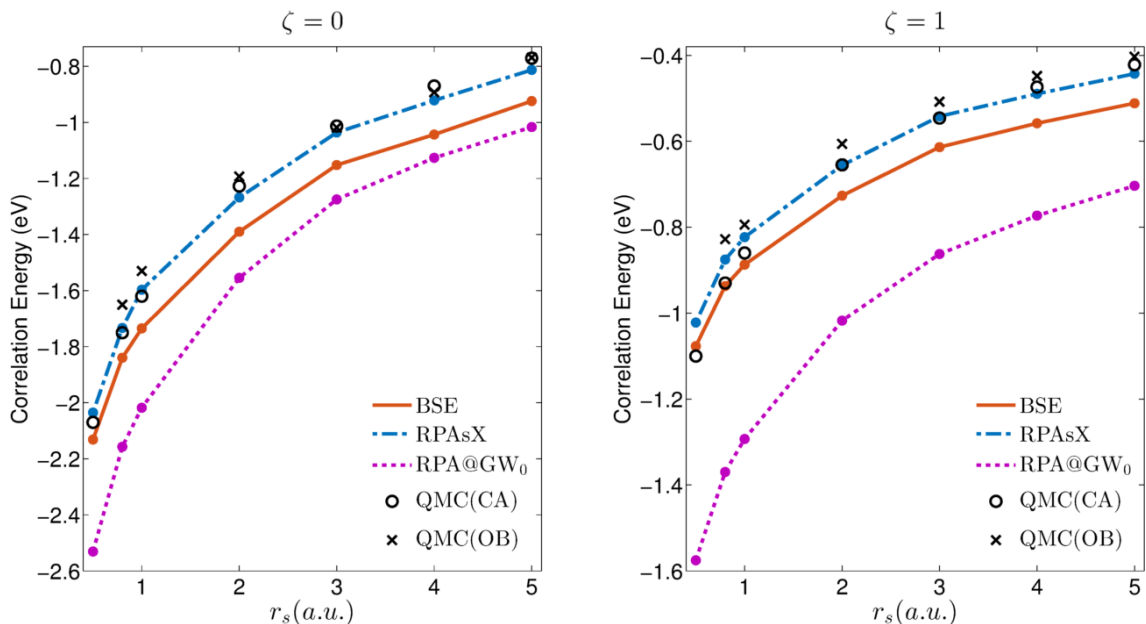 ζ = 0
Correlation Energy (eV)
−0.8
−1
−1.2
−1.4
−1.6
−1.8
−2
−2.2
−2.4
−2.6
BSE
RPAsX
RPA@GW₀
QMC(CA)
QMC(OB)
1 2 3 4 5
rₛ(a.u.)
ζ = 1
Correlation Energy (eV)
−0.4
−0.6
−0.8
−1
−1.2
−1.4
−1.6
BSE
RPAsX
RPA@GW₀
QMC(CA)
QMC(OB)
1 2 3 4 5
rₛ(a.u.)